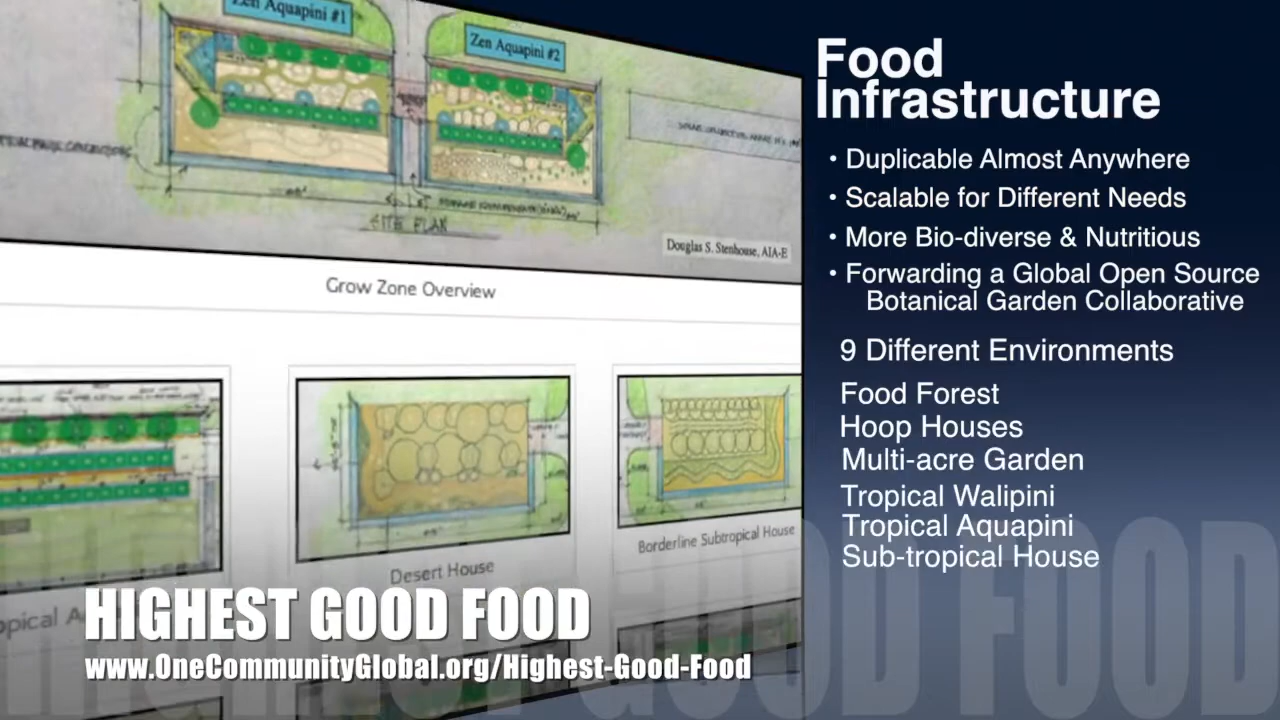 Zen Aquapini #1
Zen Aquapini #2
SITE PLAN
Douglas S. Stenhouse, AIA-E
Grow Zone Overview
Desert House
Borderline Subtropical House
HIGHEST GOOD FOOD
www.OneCommunityGlobal.org/Highest-Good-Food
Food
Infrastructure
• Duplicable Almost Anywhere
• Scalable for Different Needs
• More Bio-diverse & Nutritious
• Forwarding a Global Open Source
Botanical Garden Collaborative
9 Different Environments
Food Forest
Hoop Houses
Multi-acre Garden
Tropical Walipini
Tropical Aquapini
Sub-tropical House
HIGHEST GOOD FOOD